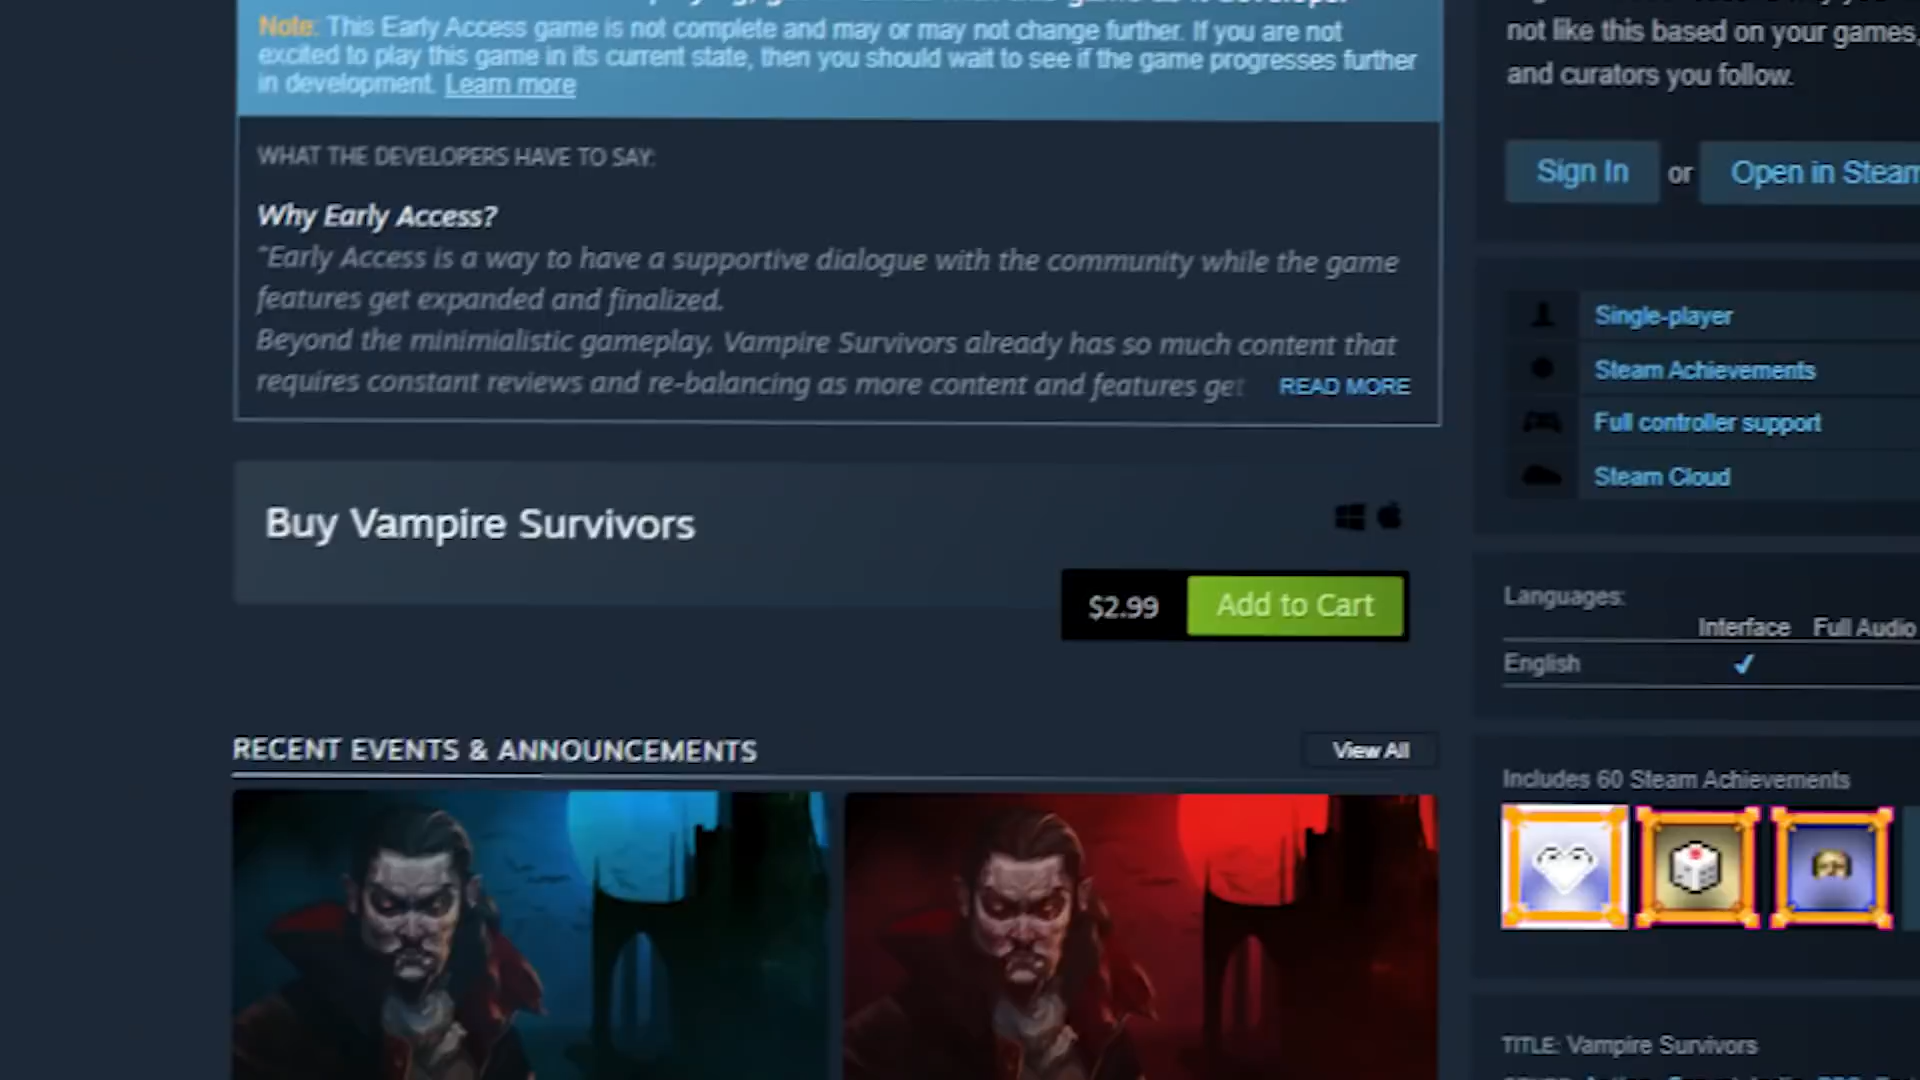 Note: This Early Access game is not complete and may or may not change further. If you are not
excited to play this game in its current state, then you should wait to see if the game progresses further
in development. Learn more
WHAT THE DEVELOPERS HAVE TO SAY:
Why Early Access?
"Early Access is a way to have a supportive dialogue with the community while the game
features get expanded and finalized.
Beyond the minimialistic gameplay, Vampire Survivors already has so much content that
requires constant reviews and re-balancing as more content and features get READ MORE
Buy Vampire Survivors
$2.99 Add to Cart
RECENT EVENTS & ANNOUNCEMENTS View All
not like this based on your games,
and curators you follow.
Sign In or Open in Steam
Single-player
Steam Achievements
Full controller support
Steam Cloud
Languages:
Interface Full Audio
English ✓
Includes 60 Steam Achievements
TITLE: Vampire Survivors